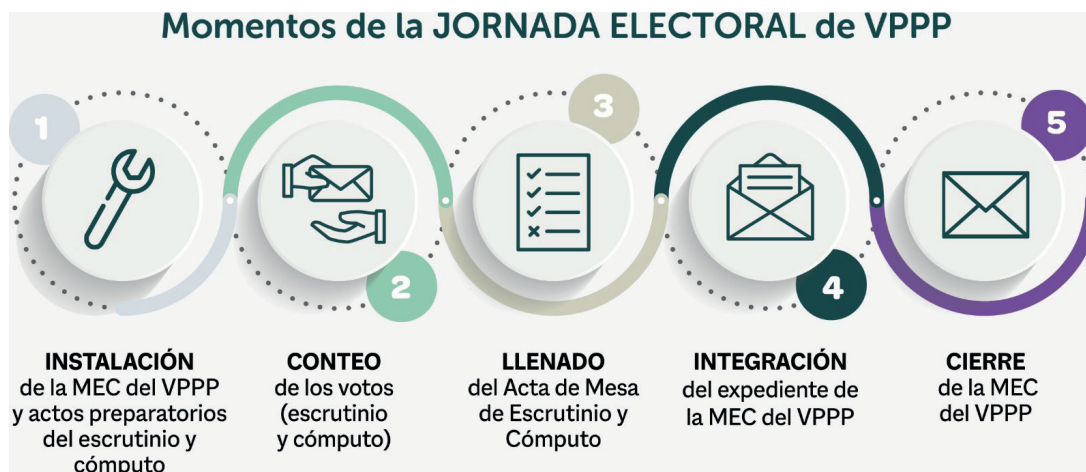 Momentos de la JORNADA ELECTORAL de VPPP
1
INSTALACIÓN
de la MEC del VPPP
y actos preparatorios
del escrutinio y
cómputo
2
CONTEO
de los votos
(escrutinio
y cómputo)
3
LLENADO
del Acta de Mesa
de Escrutinio y
Cómputo
4
INTEGRACIÓN
del expediente de
la MEC del VPPP
5
CIERRE
de la MEC
del VPPP